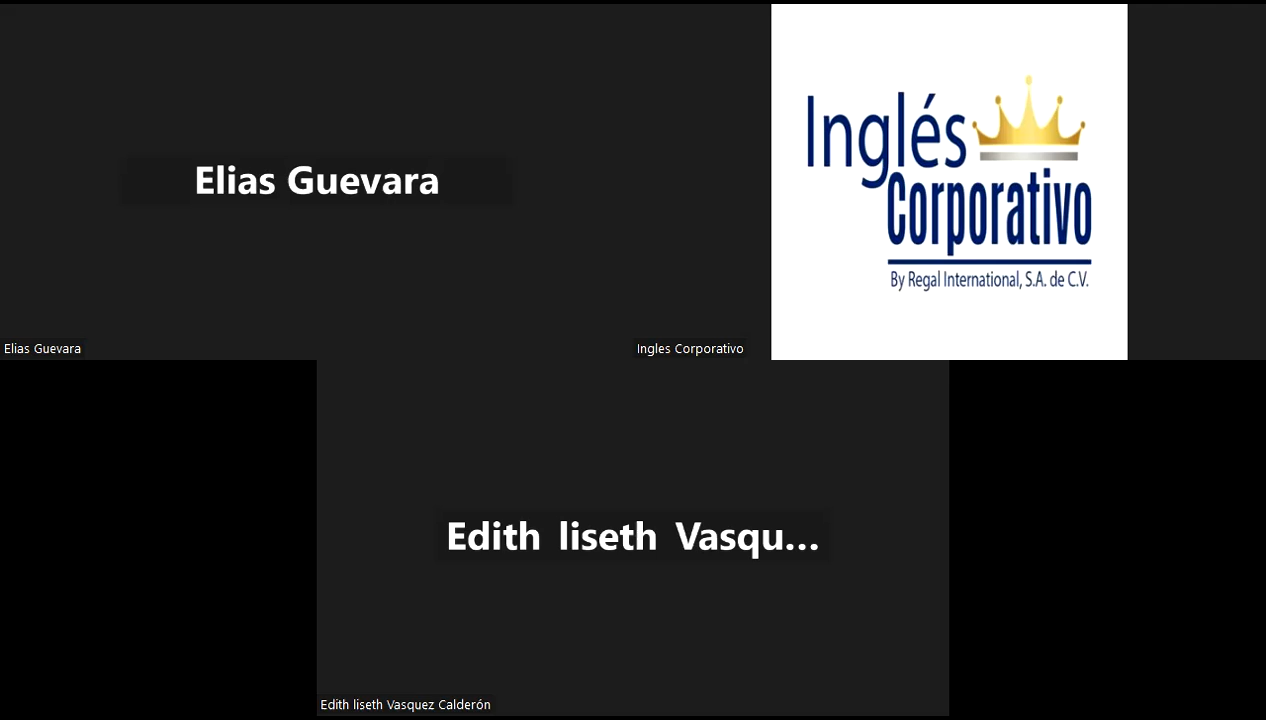 Elias Guevara
Elias Guevara
Inglés
Corporativo
By Regal International, S.A. de C.V.
Ingles Corporativo
Edith liseth Vasqu...
Edith liseth Vasquez Calderón